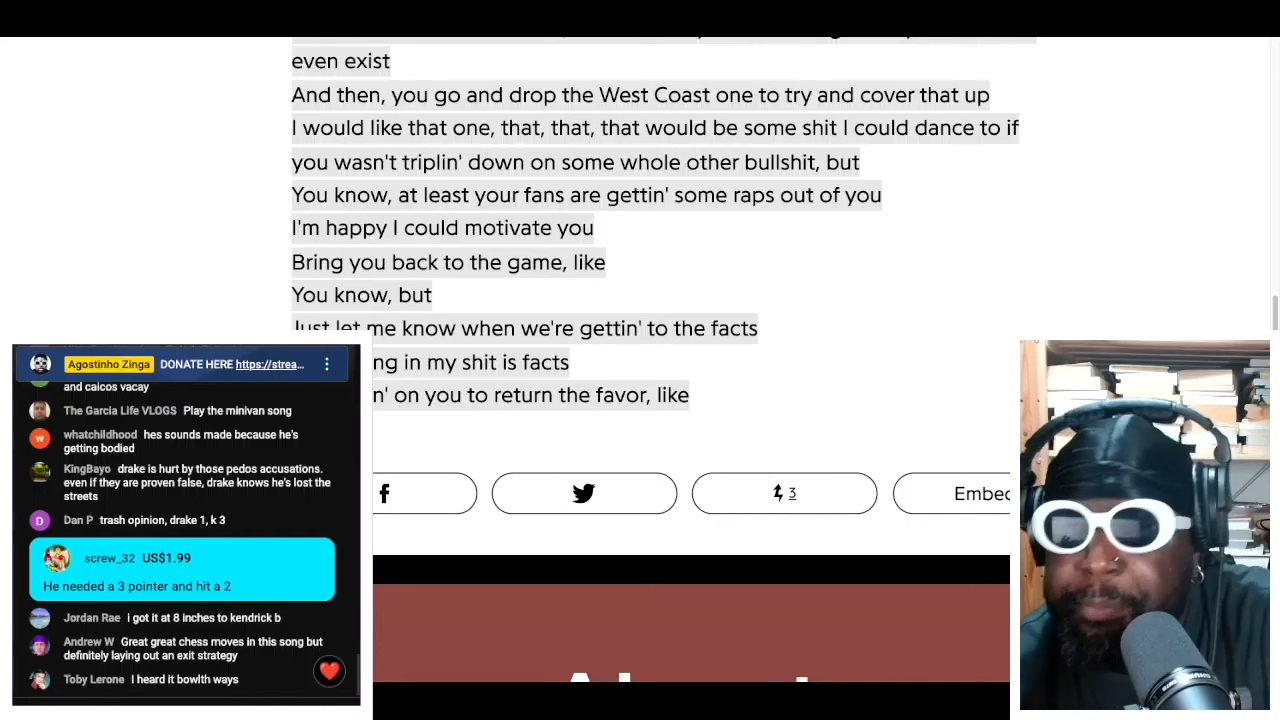 even exist
And then, you go and drop the West Coast one to try and cover that up
I would like that one, that, that, that would be some shit I could dance to if
you wasn't triplin' down on some whole other bullshit, but
You know, at least your fans are gettin' some raps out of you
I'm happy I could motivate you
Bring you back to the game, like
You know, but
Just let me know when we're gettin' to the facts
ng in my shit is facts
n' on you to return the favor, like
3
Embed
Agostinho Zinga DONATE HERE https://strea...
and caicos vacay
The Garcia Life VLOGS Play the minivan song
whatchildhood hes sounds made because he's
getting bodied
KingBayo drake is hurt by those pedos accusations.
even if they are proven false, drake knows he's lost the
streets
D Dan P trash opinion, drake 1, k 3
screw_32 US$1.99
He needed a 3 pointer and hit a 2
Jordan Rae i got it at 8 inches to kendrick b
Andrew W Great great chess moves in this song but
definitely laying out an exit strategy
Toby Lerone I heard it bowlth ways